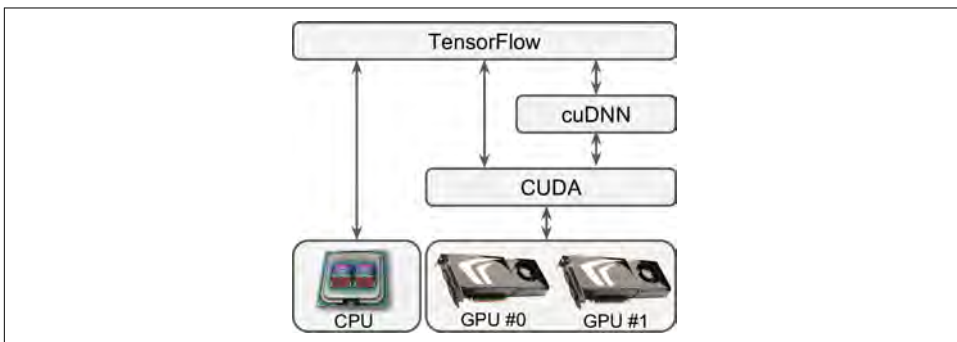 TensorFlow
cuDNN
CUDA
CPU
GPU #0
GPU #1